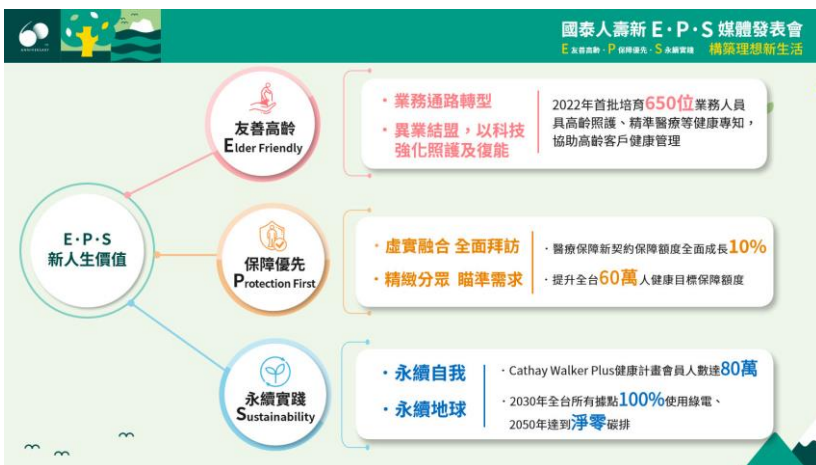 60
ANNIVERSARY
國泰人壽新 E·P·S 媒體發表會
E 友善高齡·P 保障優先·S 永續實踐 構築理想新生活
E·P·S
新人生價值
友善高齡
Elder Friendly
·業務通路轉型
·異業結盟,以科技
強化照護及復能
2022年首批培育650位業務人員
具高齡照護、精準醫療等健康專知,
協助高齡客戶健康管理
保障優先
Protection First
·虛實融合 全面拜訪
·精緻分眾 瞄準需求
·醫療保障新契約保障額度全面成長10%
·提升全台60萬人健康目標保障額度
永續實踐
Sustainability
·永續自我
·永續地球
·Cathay Walker Plus健康計畫會員人數達80萬
·2030年全台所有據點100%使用綠電、
2050年達到淨零碳排